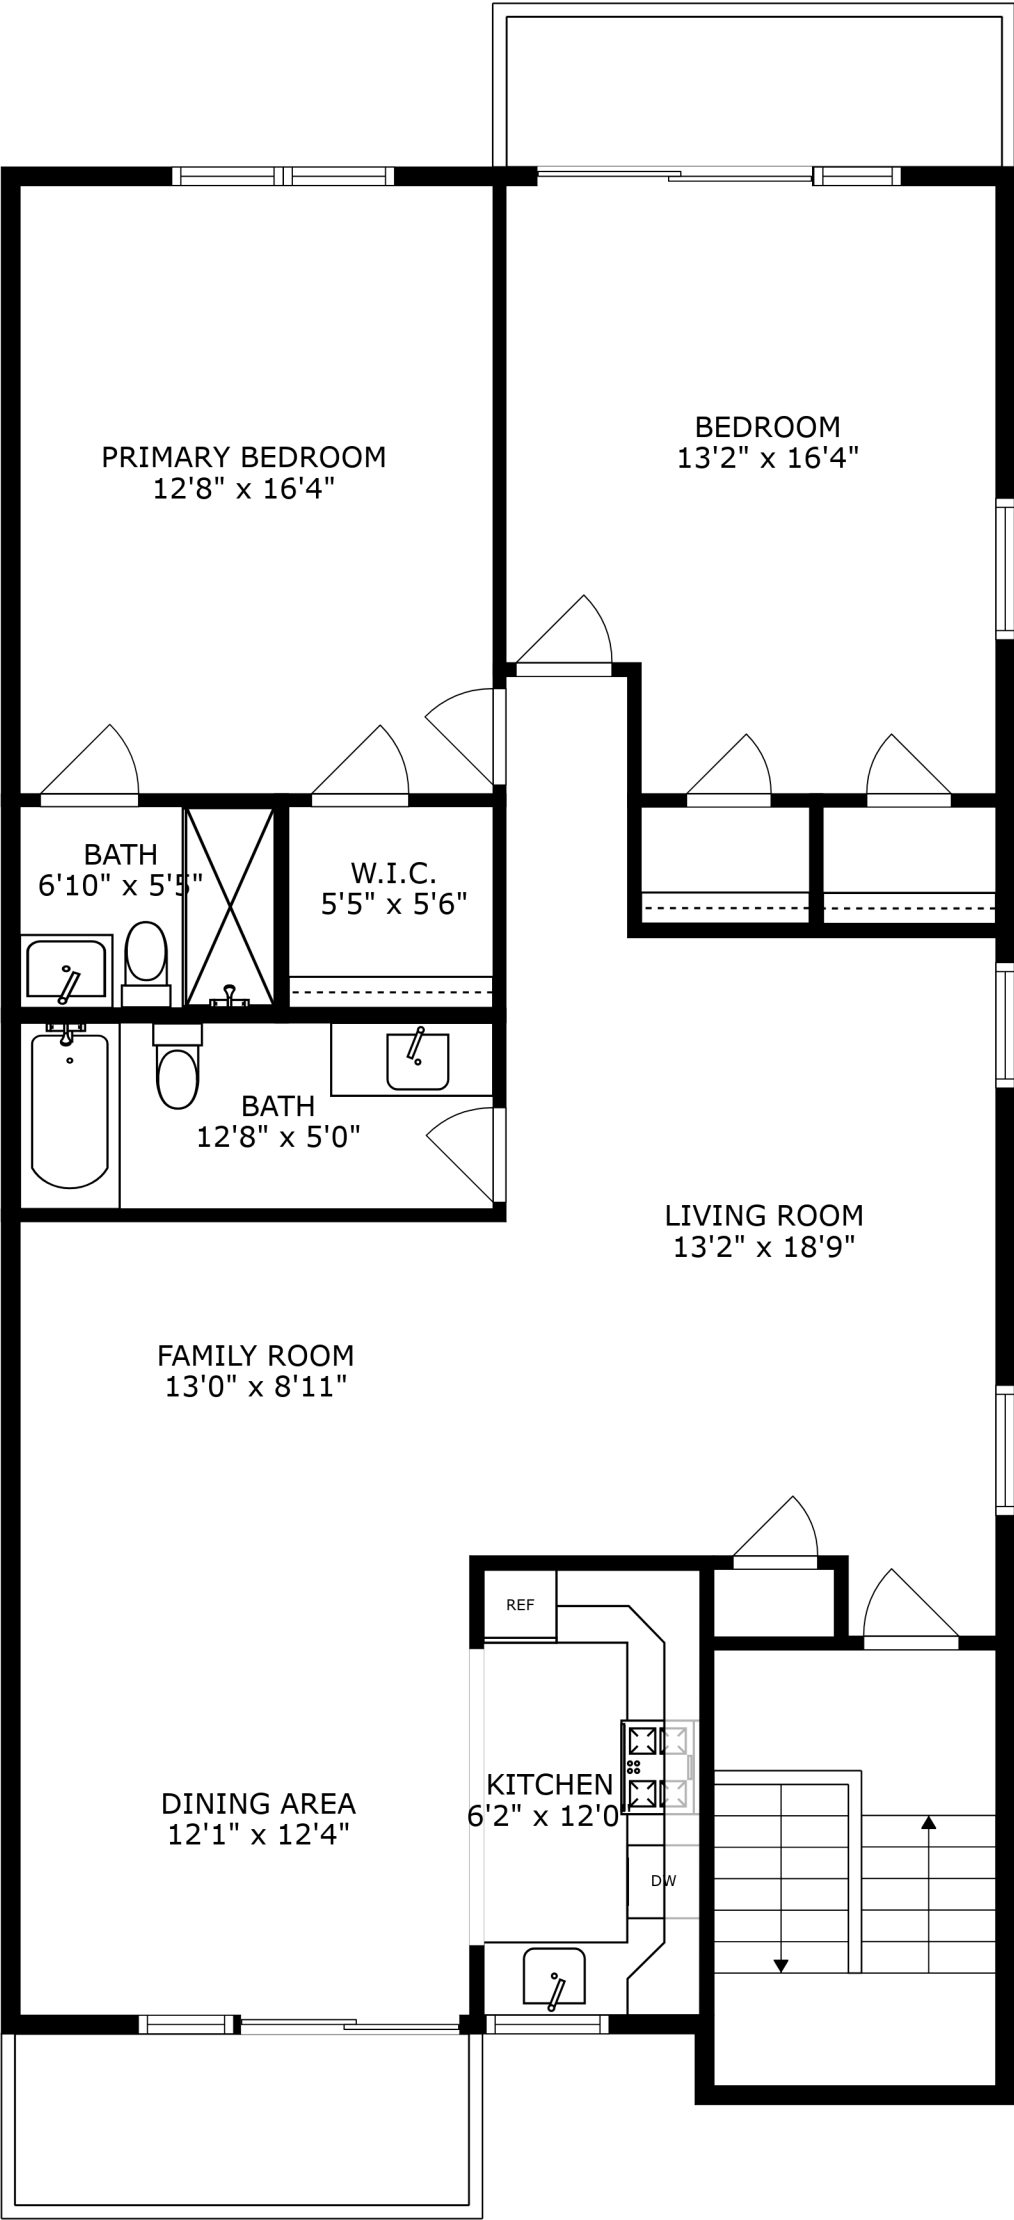 BEDROOM
13'2" x 16'4"
PRIMARY BEDROOM
12'8" x 16'4"
BATH
6'10" x 5'5"
W.I.C.
5'5" x 5'6"
BATH
12'8" x 5'0"
LIVING ROOM
13'2" x 18'9"
FAMILY ROOM
13'0" x 8'11"
REF
KITCHEN
6'2" x 12'0"
DINING AREA
12'1" x 12'4"
DW